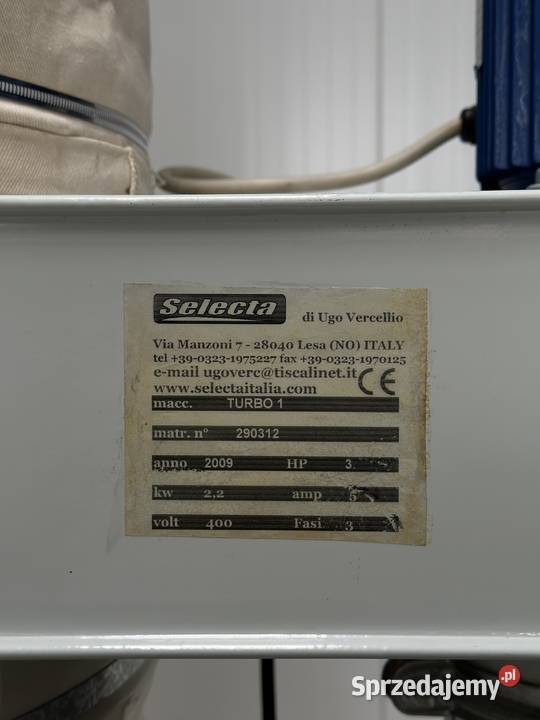 Selecta
di Ugo Vercellio
Via Manzoni 7 - 28040 Lesa (NO) ITALY
tel +39-0323-1975227 fax +39-0323-1970125
e-mail ugoverc@tiscalinet.it CE
www.selectaitalia.com
macc. TURBO 1
matr. n° 290312
anno 2009 HP 3
kw 2,2 amp 5
volt 400 Fasi 3
Sprzedajemy.pl